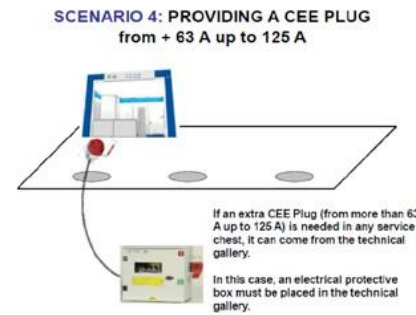 SCENARIO 4: PROVIDING A CEE PLUG
from + 63 A up to 125 A
If an extra CEE Plug (from more than 63
A up to 125 A) is needed in any service
chest, it can come from the technical
gallery.
In this case, an electrical protective
box must be placed in the technical
gallery.